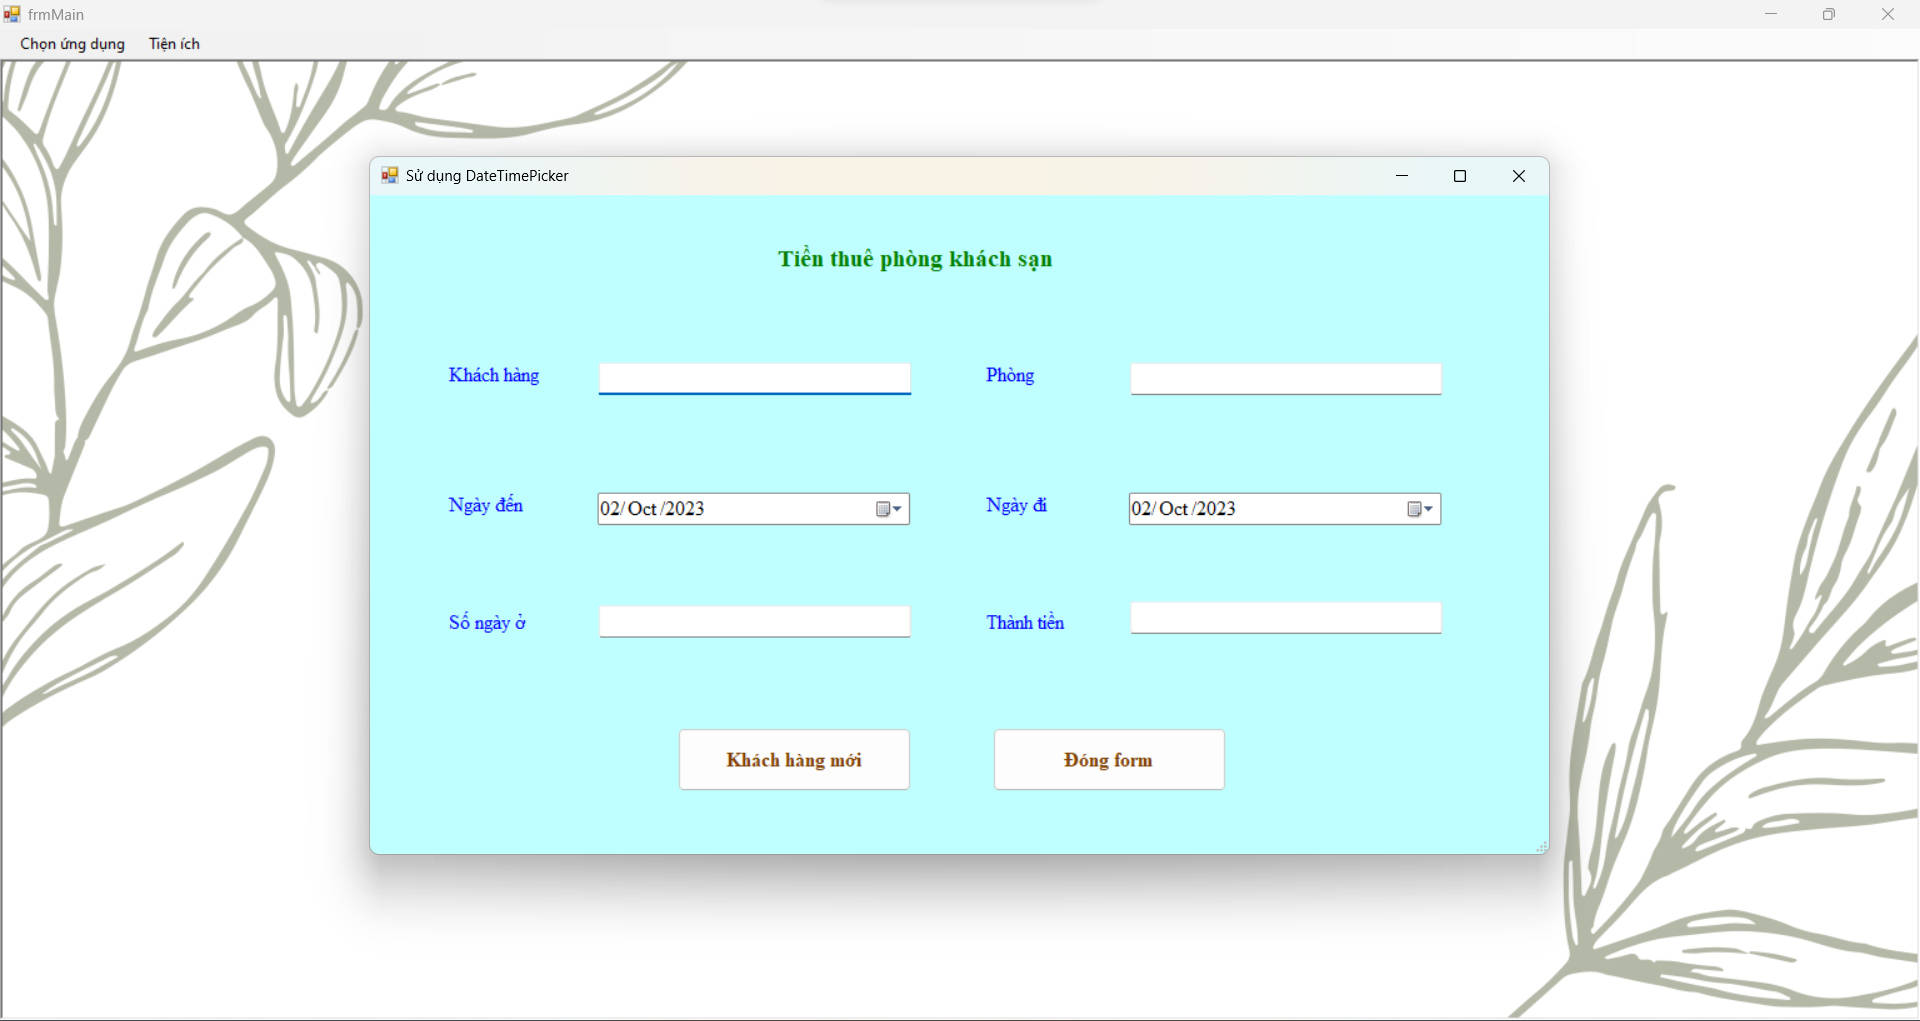 frmMain
Chọn ứng dụng Tiện ích
Sử dụng DateTimePicker
Tiền thuê phòng khách sạn
Khách hàng Phòng
Ngày đến 02/ Oct /2023 Ngày đi 02/ Oct /2023
Số ngày ở Thành tiền
Khách hàng mới Đóng form